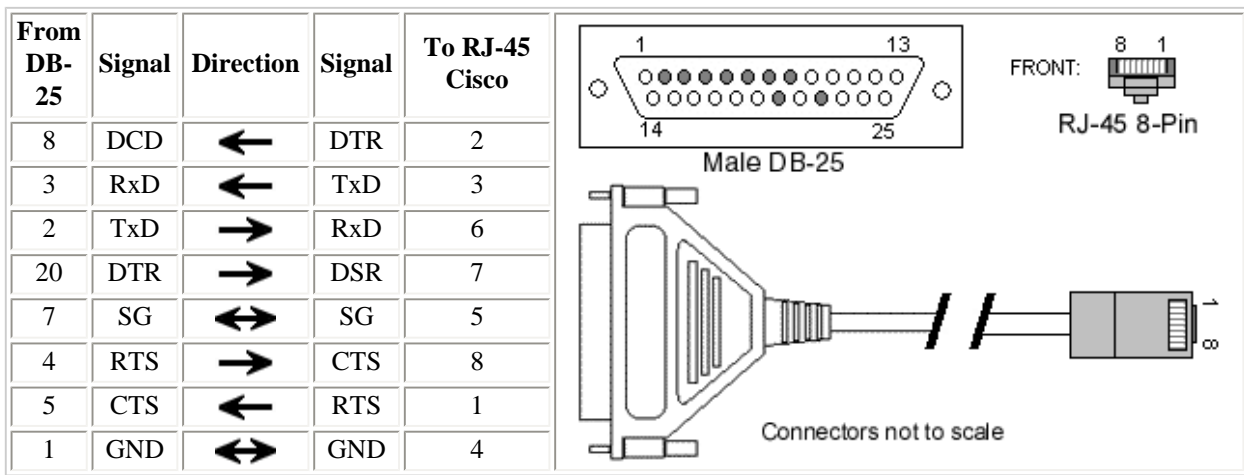 From DB-25 Signal Direction Signal To RJ-45 Cisco
8 DCD DTR 2
3 RxD TxD 3
2 TxD RxD 6
20 DTR DSR 7
7 SG SG 5
4 RTS CTS 8
5 CTS RTS 1
1 GND GND 4
1 13
14 25
Male DB-25
8 1
FRONT:
RJ-45 8-Pin
1
8
Connectors not to scale